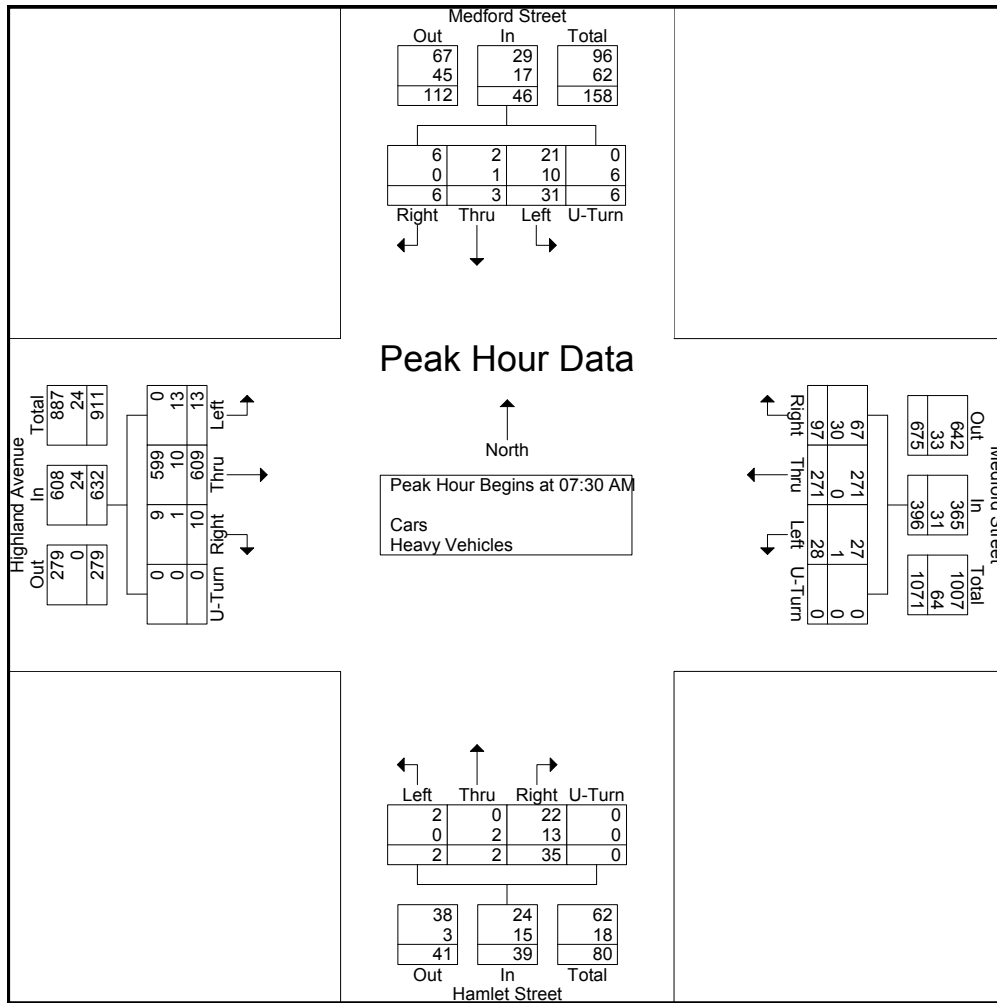 Medford Street
Out In Total
67 29 96
45 17 62
112 46 158
6 2 21 0
0 1 10 6
6 3 31 6
Right Thru Left U-Turn
Peak Hour Data
North
Peak Hour Begins at 07:30 AM
Cars
Heavy Vehicles
Highland Avenue
Out In Total
279 608 887
0 24 24
279 632 911
Left Thru Right U-Turn
0 599 9 0
13 10 1 0
13 609 10 0
Medford Street
Out In Total
642 365 1007
33 31 64
675 396 1071
67 271 27 0
30 0 1 0
97 271 28 0
Right Thru Left U-Turn
Left Thru Right U-Turn
2 0 22 0
0 2 13 0
2 2 35 0
38 24 62
3 15 18
41 39 80
Out In Total
Hamlet Street